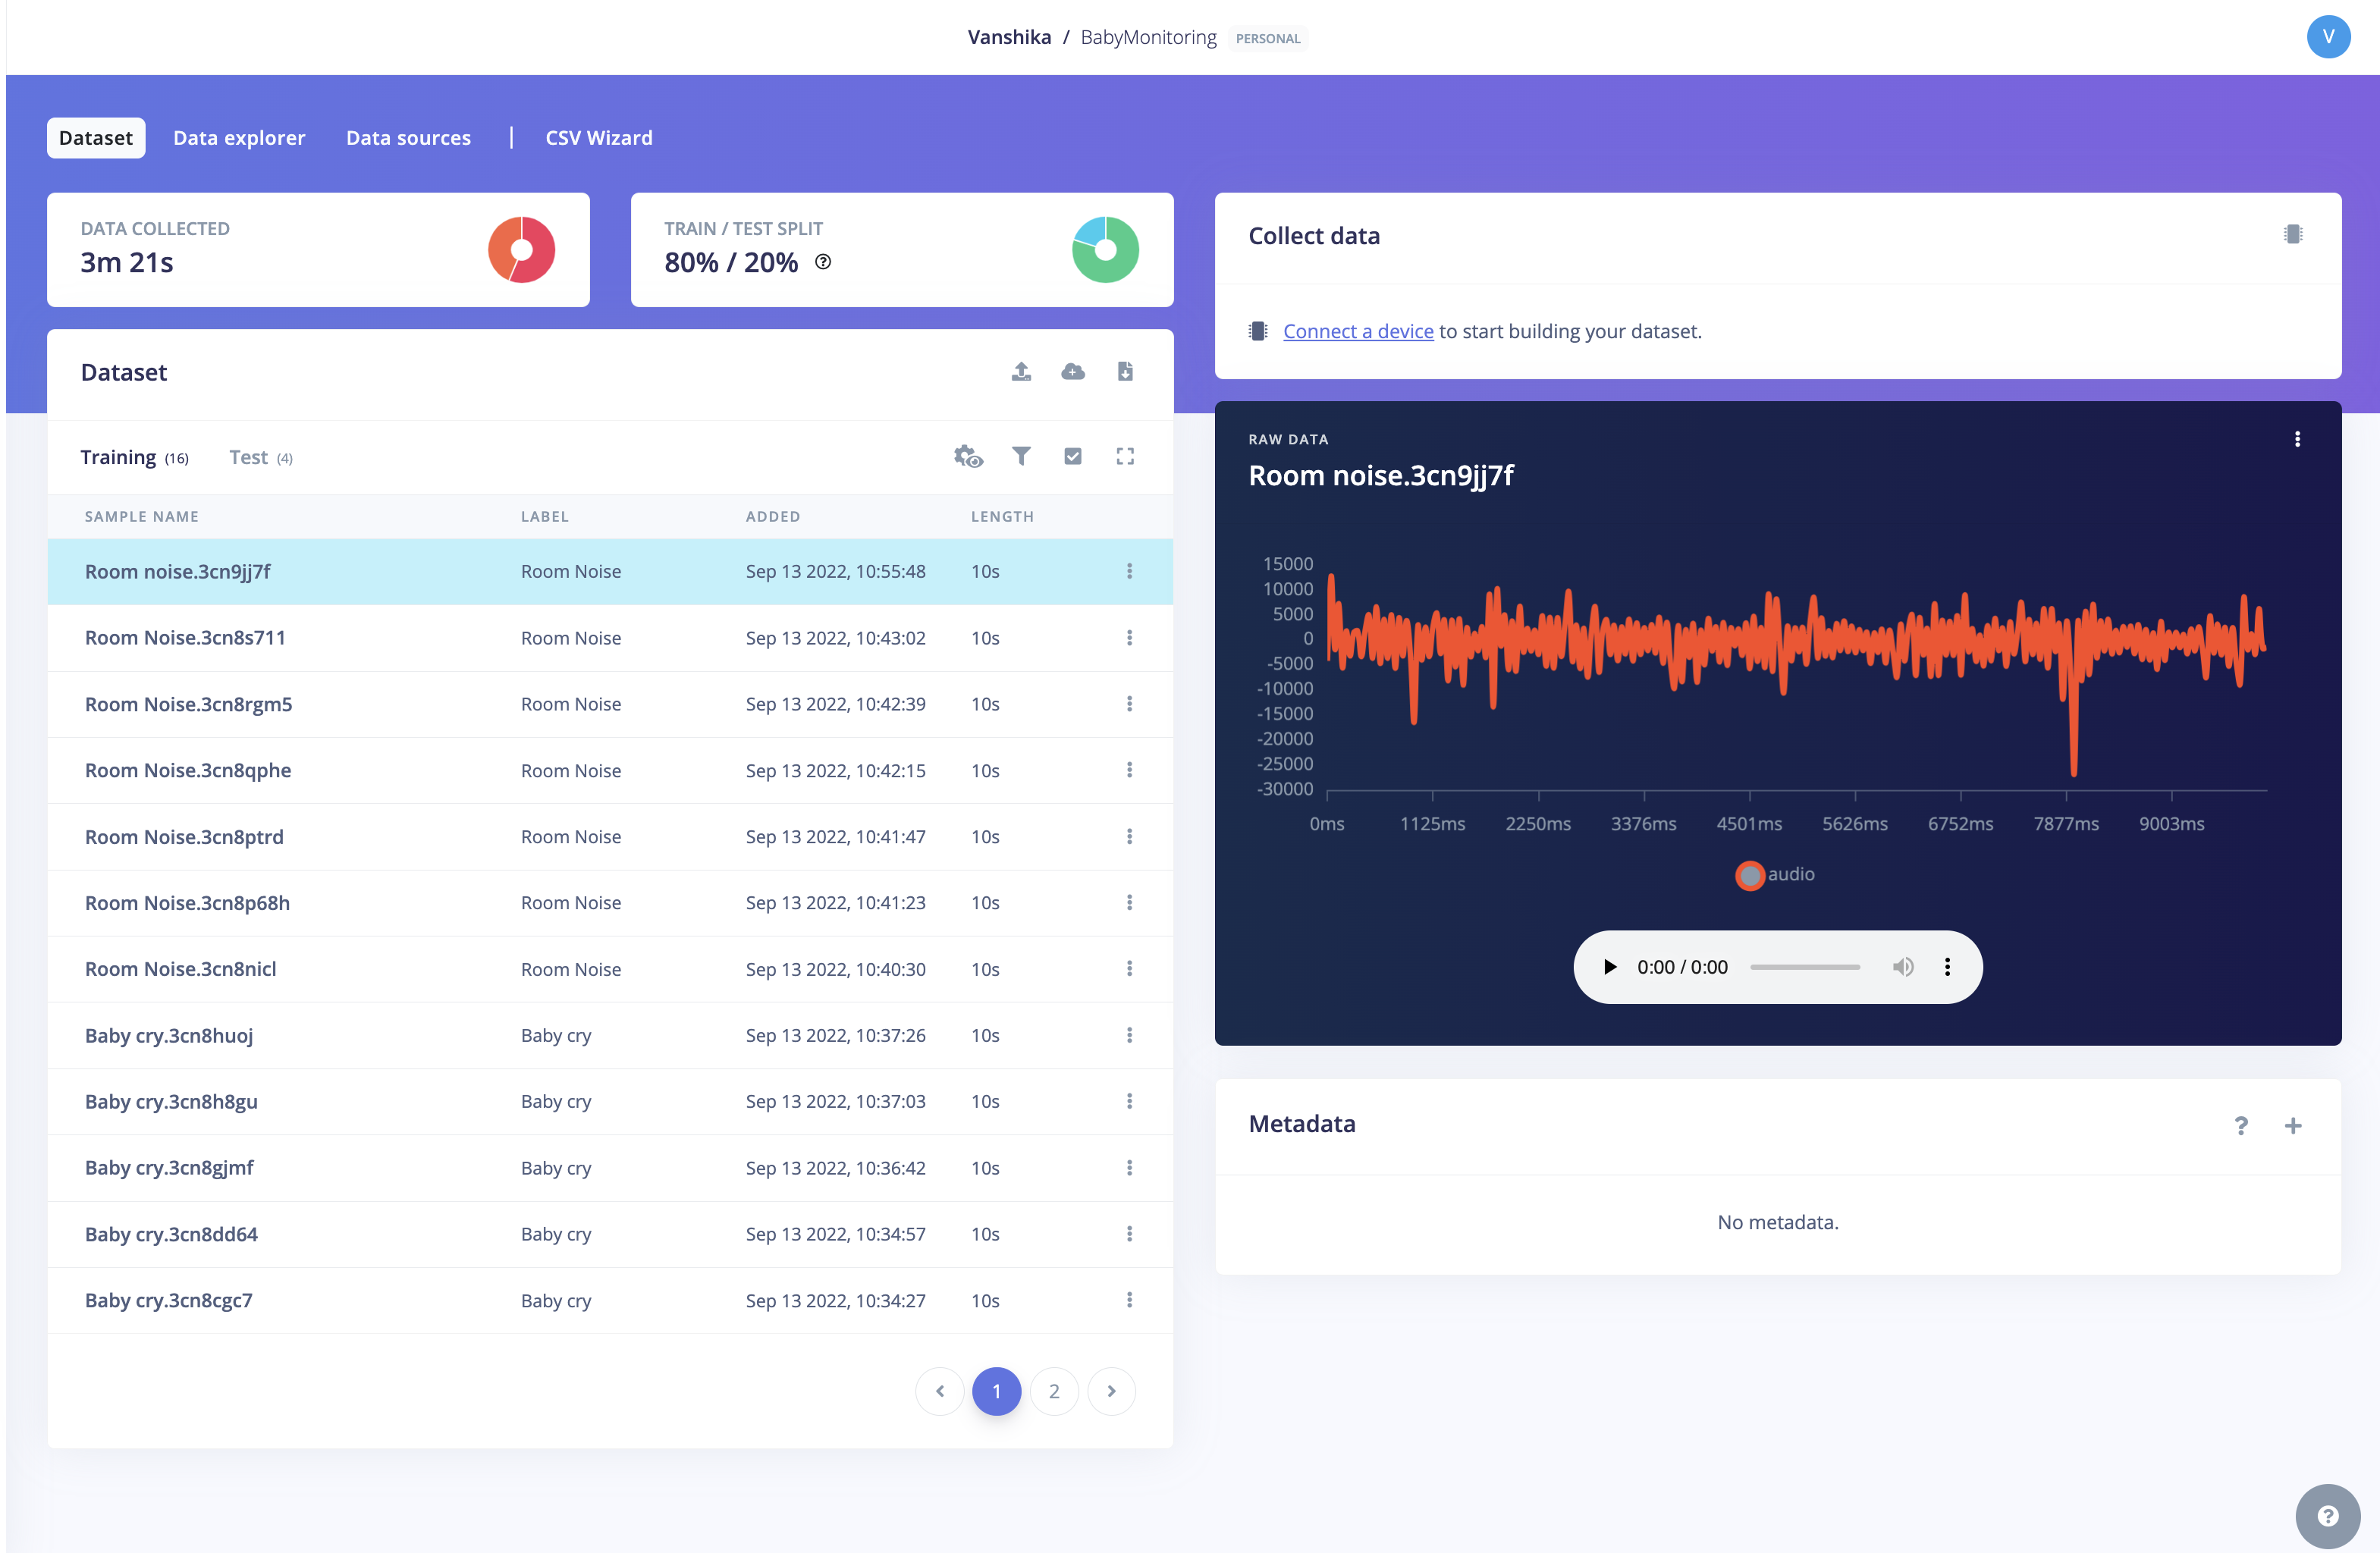 Vanshika / BabyMonitoring PERSONAL
V
Dataset Data explorer Data sources | CSV Wizard
DATA COLLECTED
3m 21s
TRAIN / TEST SPLIT
80% / 20% ?
Dataset
Training (16) Test (4)
SAMPLE NAME LABEL ADDED LENGTH
Room noise.3cn9jj7f Room Noise Sep 13 2022, 10:55:48 10s
Room Noise.3cn8s711 Room Noise Sep 13 2022, 10:43:02 10s
Room Noise.3cn8rgm5 Room Noise Sep 13 2022, 10:42:39 10s
Room Noise.3cn8qphe Room Noise Sep 13 2022, 10:42:15 10s
Room Noise.3cn8ptrd Room Noise Sep 13 2022, 10:41:47 10s
Room Noise.3cn8p68h Room Noise Sep 13 2022, 10:41:23 10s
Room Noise.3cn8nicl Room Noise Sep 13 2022, 10:40:30 10s
Baby cry.3cn8huoj Baby cry Sep 13 2022, 10:37:26 10s
Baby cry.3cn8h8gu Baby cry Sep 13 2022, 10:37:03 10s
Baby cry.3cn8gjmf Baby cry Sep 13 2022, 10:36:42 10s
Baby cry.3cn8dd64 Baby cry Sep 13 2022, 10:34:57 10s
Baby cry.3cn8cgc7 Baby cry Sep 13 2022, 10:34:27 10s
1 2
Collect data
Connect a device to start building your dataset.
RAW DATA
Room noise.3cn9jj7f
15000
10000
5000
0
-5000
-10000
-15000
-20000
-25000
-30000
0ms 1125ms 2250ms 3376ms 4501ms 5626ms 6752ms 7877ms 9003ms
audio
0:00 / 0:00
Metadata ? +
No metadata.
?